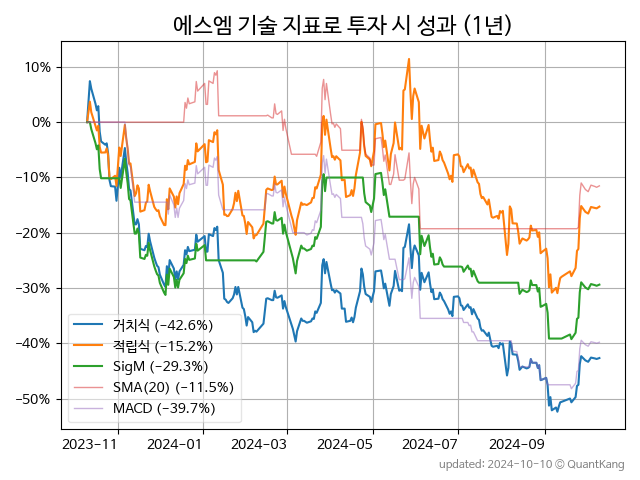 에스엠 기술 지표로 투자 시 성과 (1년)
10%
0%
−10%
−20%
−30%
−40%
−50%
거치식 (−42.6%)
적립식 (−15.2%)
SigM (−29.3%)
SMA(20) (−11.5%)
MACD (−39.7%)
2023−11 2024−01 2024−03 2024−05 2024−07 2024−09
updated: 2024-10-10 © QuantKang